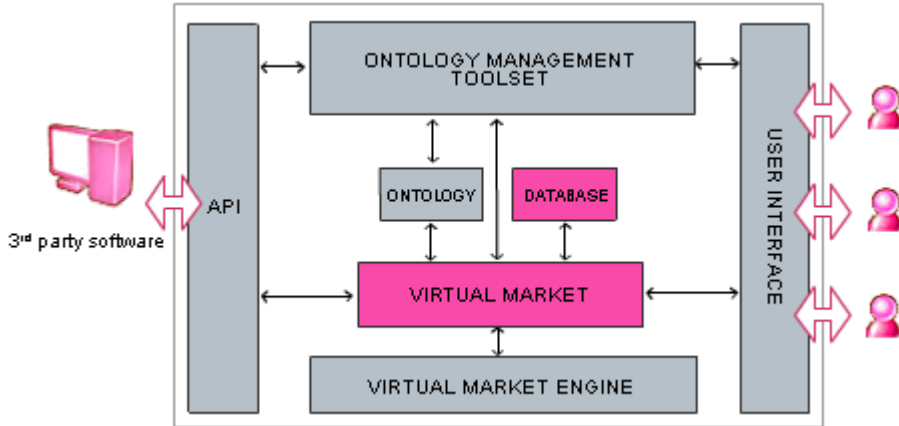 ONTOLOGY MANAGEMENT
TOOLSET
ONTOLOGY
DATABASE
API
3rd party software
USER INTERFACE
VIRTUAL MARKET
VIRTUAL MARKET ENGINE